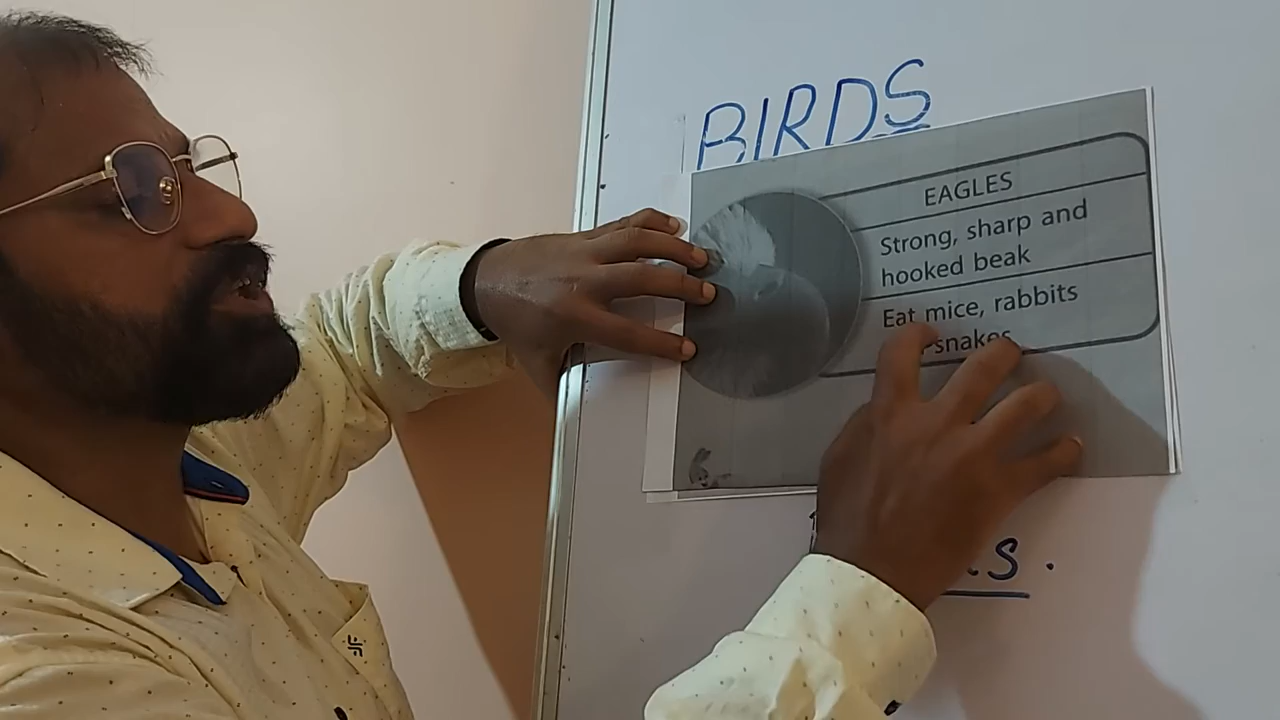 BIRDS
EAGLES
Strong, sharp and
hooked beak
Eat mice, rabbits
snakes
s.